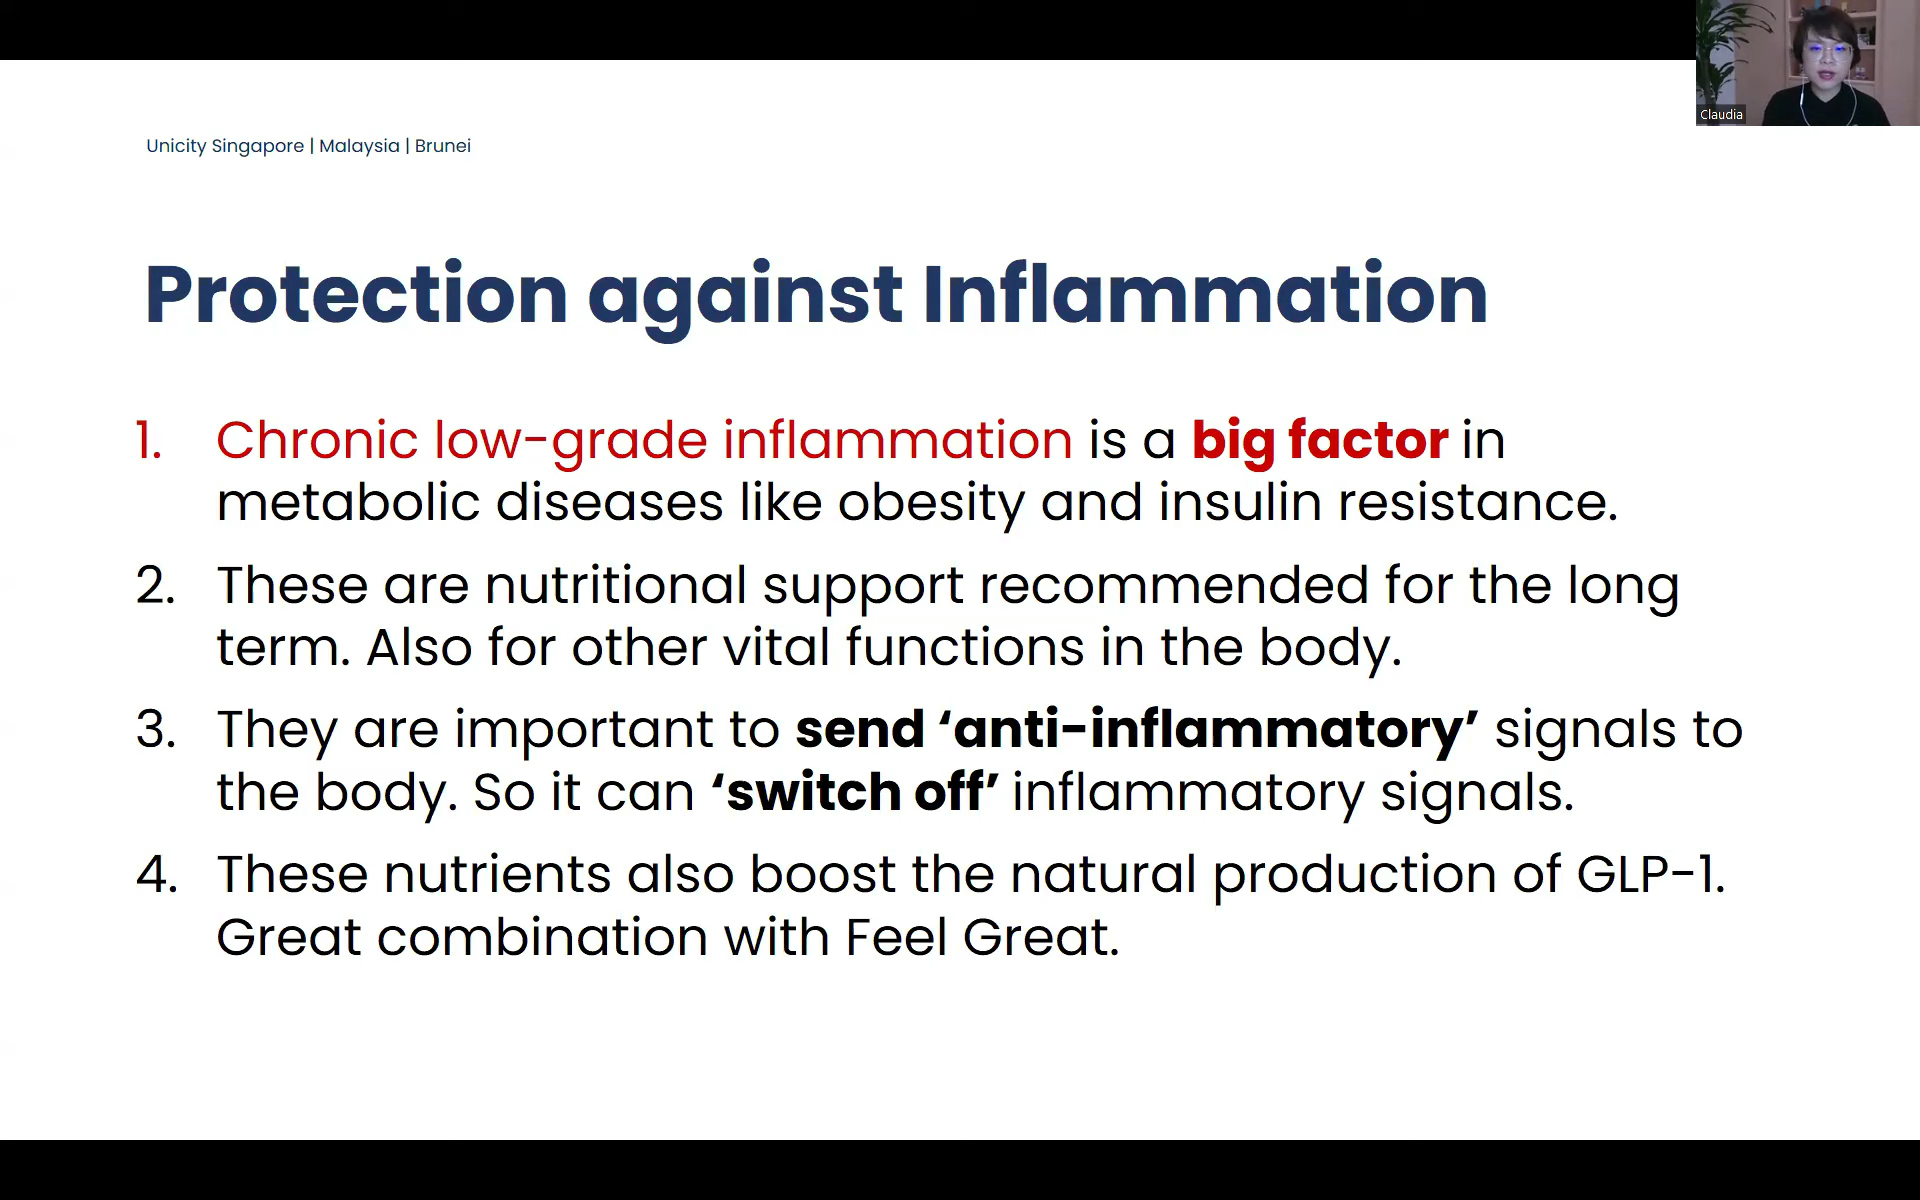 Claudia
Unicity Singapore | Malaysia | Brunei
Protection against Inflammation
1. Chronic low-grade inflammation is a big factor in
metabolic diseases like obesity and insulin resistance.
2. These are nutritional support recommended for the long
term. Also for other vital functions in the body.
3. They are important to send ‘anti-inflammatory’ signals to
the body. So it can ‘switch off’ inflammatory signals.
4. These nutrients also boost the natural production of GLP-1.
Great combination with Feel Great.